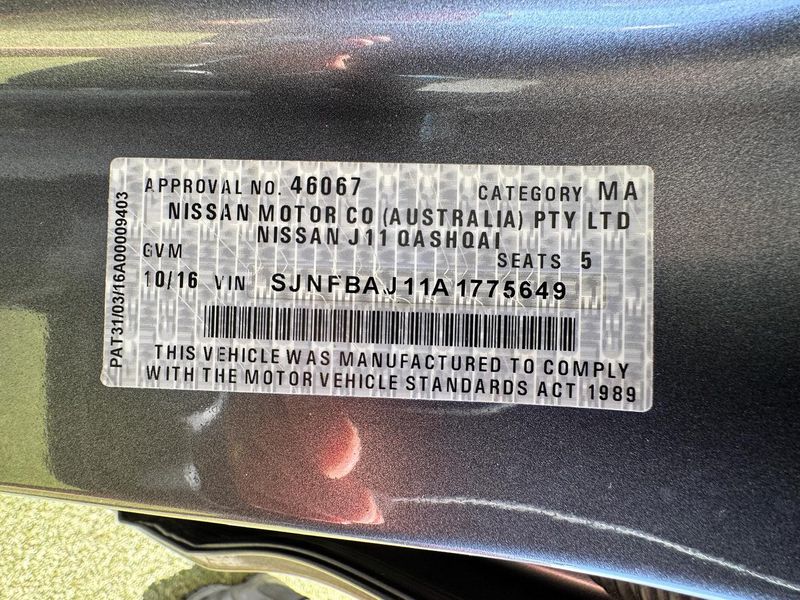 APPROVAL NO. 46067 CATEGORY MA
NISSAN MOTOR CO (AUSTRALIA) PTY LTD
NISSAN J11 QASHQAI
GVM SEATS 5
10/16 VIN SJNFBAJ11A1775649
THIS VEHICLE WAS MANUFACTURED TO COMPLY
WITH THE MOTOR VEHICLE STANDARDS ACT 1989
PAT31/03/16A00009403